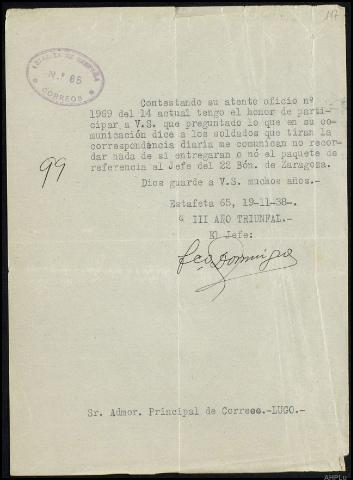 117
ESTAFETA DE CAMPAÑA
N.º 65
CORREOS
Contestando su atento oficio nº
1969 del 14 actual tengo el honor de parti-
cipar a V.S. que preguntado lo que en su co-
municación dice a los soldados que tiran la
correspondencia diaria me comunican no recor-
dar nada de si entregaran o nó el paquete de
referencia al Jefe del 22 Bón. de Zaragoza.
99
Dios guarde a V.S. muchos años.-
Estafeta 65, 19-11-38-.
III AÑO TRIUNFAL.-
El Jefe:
Fco Domingo
Sr. Admor. Principal de Correos.-LUGO.-
AHPLu